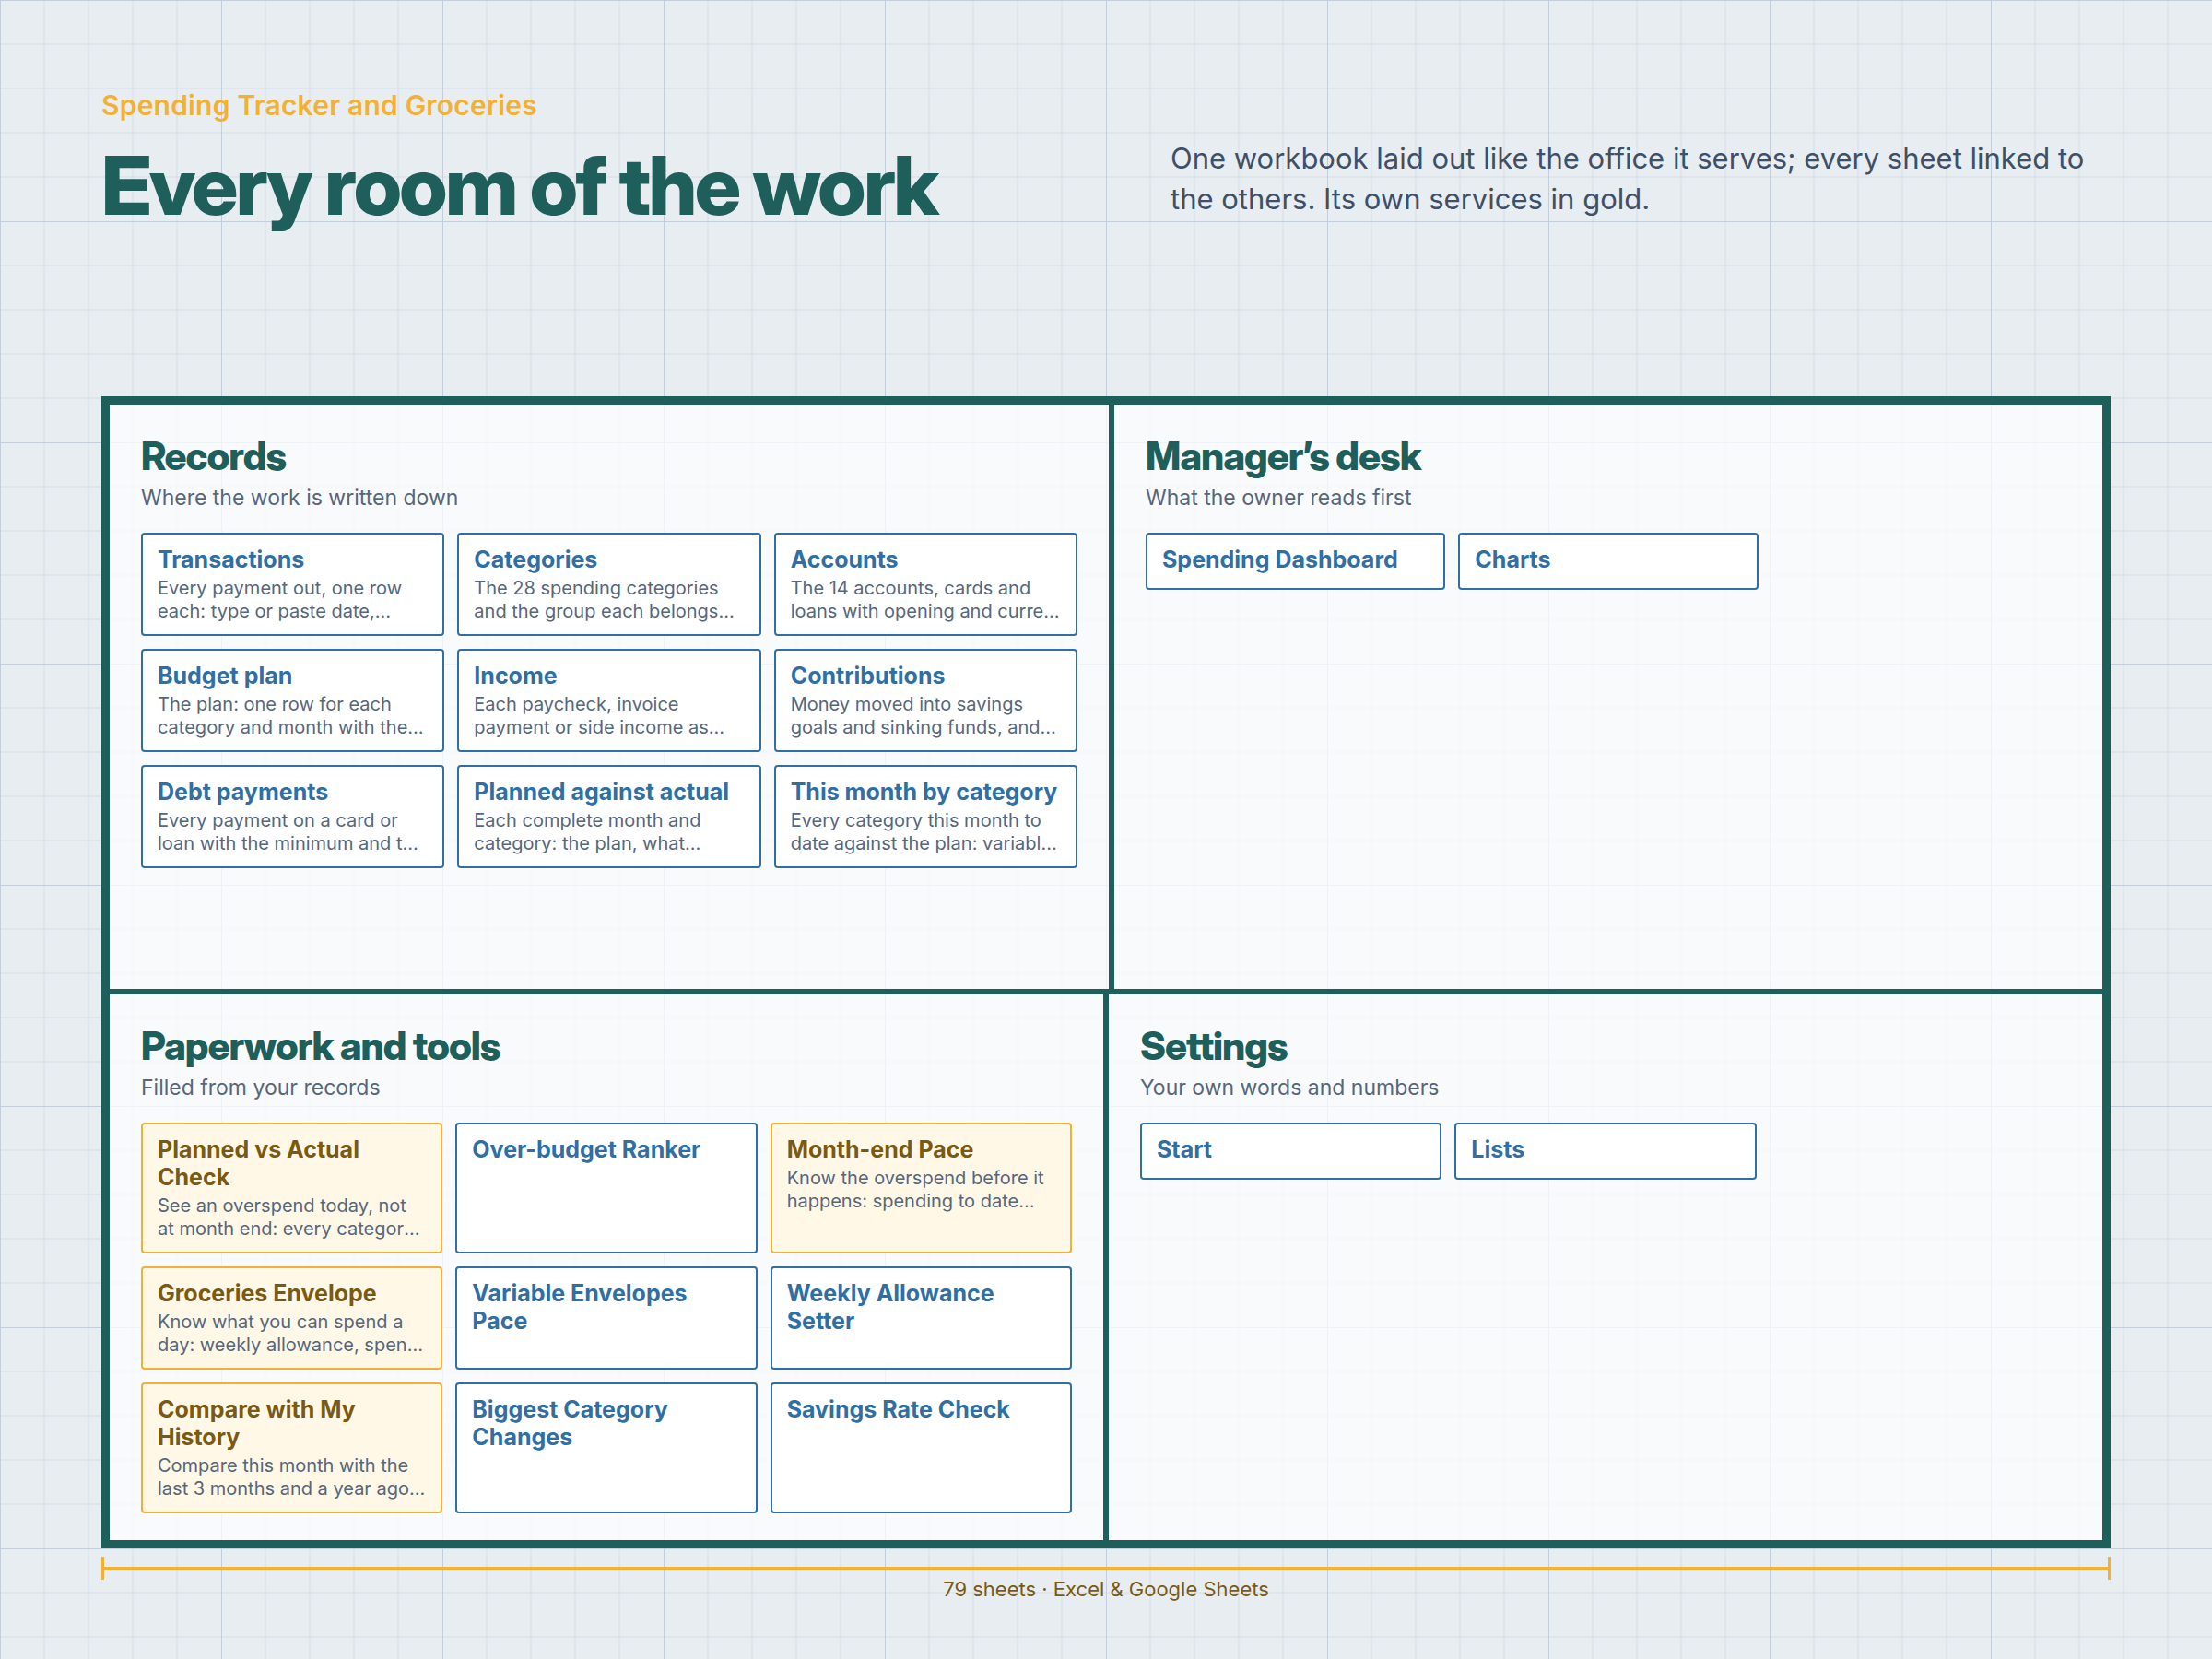 Spending Tracker and Groceries
Every room of the work
One workbook laid out like the office it serves; every sheet linked to
the others. Its own services in gold.
Records
Where the work is written down
Transactions
Every payment out, one row
each: type or paste date,...
Categories
The 28 spending categories
and the group each belongs...
Accounts
The 14 accounts, cards and
loans with opening and curre...
Budget plan
The plan: one row for each
category and month with the...
Income
Each paycheck, invoice
payment or side income as...
Contributions
Money moved into savings
goals and sinking funds, and...
Debt payments
Every payment on a card or
loan with the minimum and t...
Planned against actual
Each complete month and
category: the plan, what...
This month by category
Every category this month to
date against the plan: variabl...
Manager’s desk
What the owner reads first
Spending Dashboard
Charts
Paperwork and tools
Filled from your records
Planned vs Actual
Check
See an overspend today, not
at month end: every categor...
Over-budget Ranker
Month-end Pace
Know the overspend before it
happens: spending to date...
Groceries Envelope
Know what you can spend a
day: weekly allowance, spen...
Variable Envelopes
Pace
Weekly Allowance
Setter
Compare with My
History
Compare this month with the
last 3 months and a year ago...
Biggest Category
Changes
Savings Rate Check
Settings
Your own words and numbers
Start
Lists
79 sheets · Excel & Google Sheets